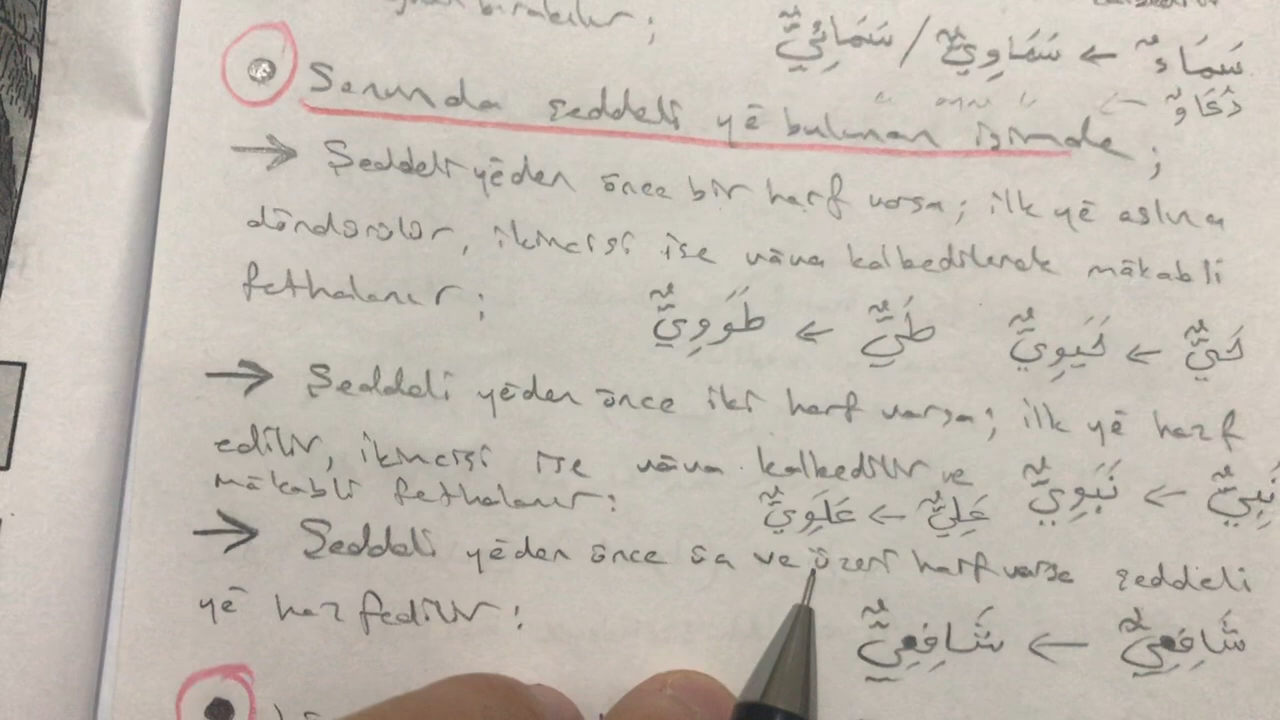 bırakılır;
سَمَاءٌ ← سَمَاوِيٌّ / سَمَائِيٌّ
Sonunda şeddeli yē bulunan isimde;
→ Şeddeli yēden önce bir harf varsa; ilk yē aslına
döndürülür, ikincisi ise vāva kalbedilerek mākabli
fethalanır; حَيٌّ ← حَيَوِيٌّ طَيٌّ ← طَوَوِيٌّ
→ Şeddeli yēden önce iki harf varsa; ilk yē hazf
edilir, ikincisi ise vāva kalbedilir ve نَبِيٌّ ← نَبَوِيٌّ
mākabli fethalanır: عَلِيٌّ ← عَلَوِيٌّ
→ Şeddeli yēden önce üç ve üzeri harf varsa şeddeli
yē hazfedilir: شَافِعِيٌّ ← شَافِعِيٌّ